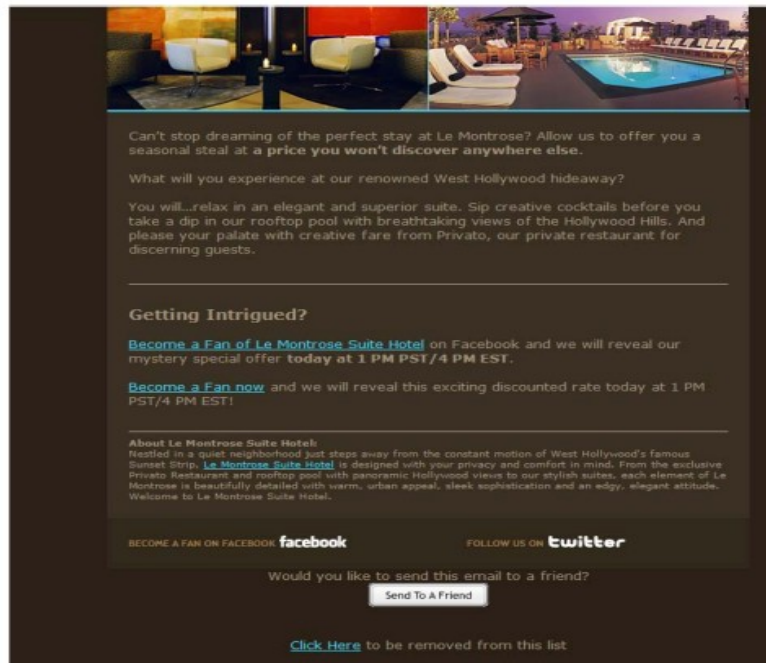 Can't stop dreaming of the perfect stay at Le Montrose? Allow us to offer you a
seasonal steal at a price you won't discover anywhere else.
What will you experience at our renowned West Hollywood hideaway?
You will...relax in an elegant and superior suite. Sip creative cocktails before you
take a dip in our rooftop pool with breathtaking views of the Hollywood Hills. And
please your palate with creative fare from Privato, our private restaurant for
discerning guests.
Getting Intrigued?
Become a Fan of Le Montrose Suite Hotel on Facebook and we will reveal our
mystery special offer today at 1 PM PST/4 PM EST.
Become a Fan now and we will reveal this exciting discounted rate today at 1 PM
PST/4 PM EST!
About Le Montrose Suite Hotel:
Nestled in a quiet neighborhood just steps away from the constant motion of West Hollywood's famous
Sunset Strip, Le Montrose Suite Hotel is designed with your privacy and comfort in mind. From the exclusive
Privato Restaurant and rooftop pool with panoramic Hollywood views to our stylish suites, each element of Le
Montrose is beautifully detailed with warm, urban appeal, sleek sophistication and an edgy, elegant attitude.
Welcome to Le Montrose Suite Hotel.
BECOME A FAN ON FACEBOOK facebook FOLLOW US ON twitter
Would you like to send this email to a friend?
Send To A Friend
Click Here to be removed from this list